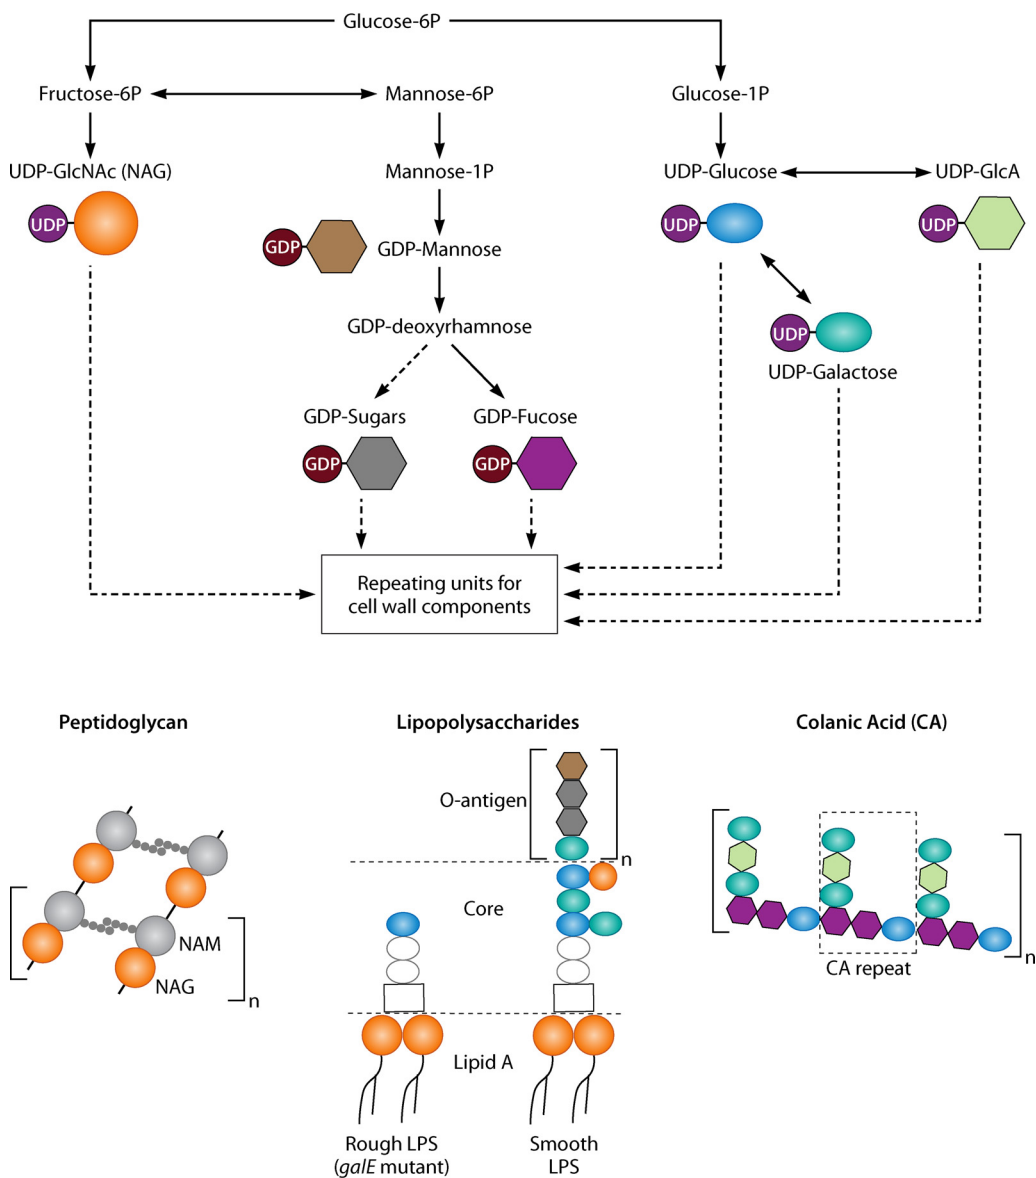 Glucose-6P
Fructose-6P
Mannose-6P
Glucose-1P
UDP-GlcNAc (NAG)
Mannose-1P
UDP-Glucose
UDP-GlcA
UDP
GDP
GDP-Mannose
UDP
UDP
GDP-deoxyrhamnose
UDP
UDP-Galactose
GDP-Sugars
GDP-Fucose
GDP
GDP
Repeating units for
cell wall components
Peptidoglycan
Lipopolysaccharides
Colanic Acid (CA)
O-antigen
n
Core
NAM
NAG
n
CA repeat
n
Lipid A
Rough LPS
(galE mutant)
Smooth
LPS